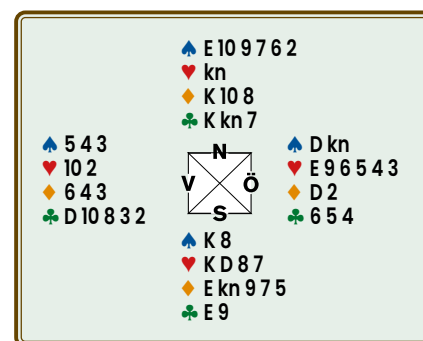 ♠ E 10 9 7 6 2
♥ kn
♦ K 10 8
♣ K kn 7
♠ 5 4 3
♥ 10 2
♦ 6 4 3
♣ D 10 8 3 2
N
V Ö
S
♠ D kn
♥ E 9 6 5 4 3
♦ D 2
♣ 6 5 4
♠ K 8
♥ K D 8 7
♦ E kn 9 7 5
♣ E 9